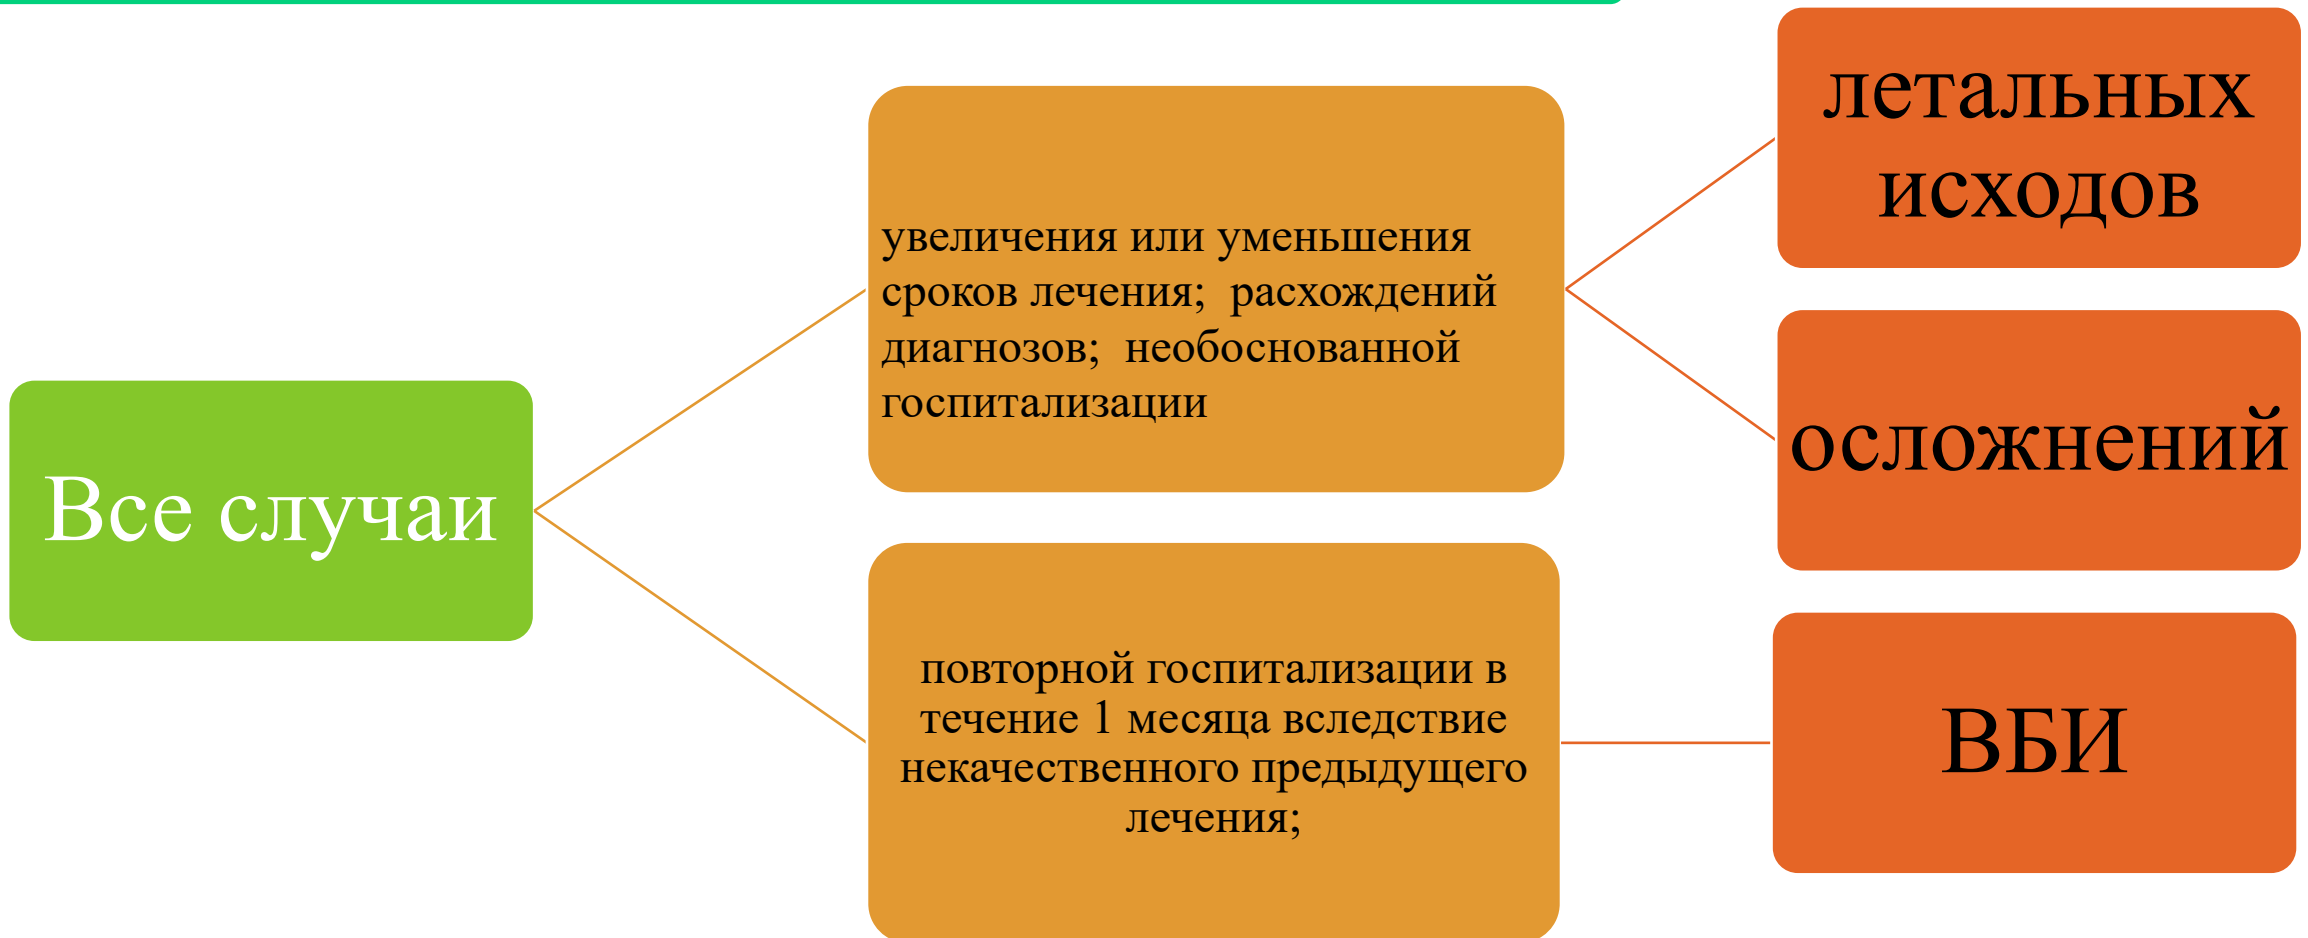 Все случаи
увеличения или уменьшения
сроков лечения;  расхождений
диагнозов;  необоснованной
госпитализации
летальных
исходов
осложнений
повторной госпитализации в
течение 1 месяца вследствие
некачественного предыдущего
лечения;
ВБИ